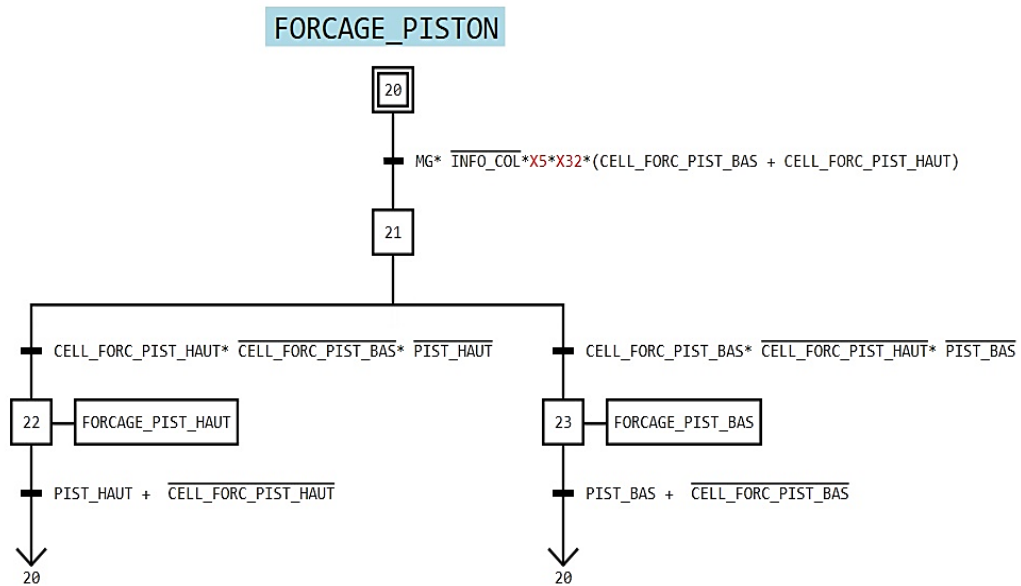 FORCAGE_PISTON
20
MG* INFO_COL*X5*X32*(CELL_FORC_PIST_BAS + CELL_FORC_PIST_HAUT)
21
CELL_FORC_PIST_HAUT* CELL_FORC_PIST_BAS* PIST_HAUT
CELL_FORC_PIST_BAS* CELL_FORC_PIST_HAUT* PIST_BAS
22
FORCAGE_PIST_HAUT
23
FORCAGE_PIST_BAS
PIST_HAUT + CELL_FORC_PIST_HAUT
PIST_BAS + CELL_FORC_PIST_BAS
20
20